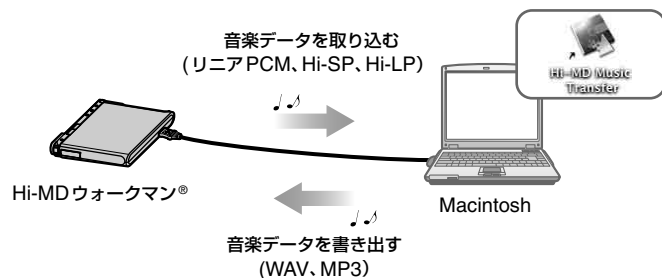 音楽データを取り込む
(リニアPCM、Hi-SP、Hi-LP)
Hi-MD Music
Transfer
Hi-MDウォークマン®
Macintosh
音楽データを書き出す
(WAV、MP3)